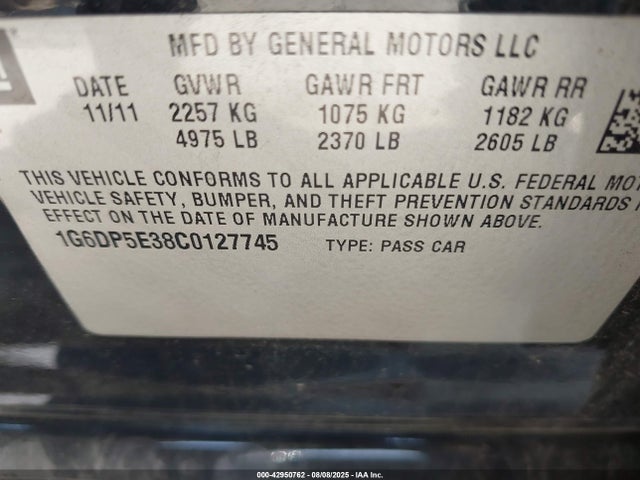 MFD BY GENERAL MOTORS LLC
DATE GVWR GAWR FRT GAWR RR
11/11 2257 KG 1075 KG 1182 KG
4975 LB 2370 LB 2605 LB
THIS VEHICLE CONFORMS TO ALL APPLICABLE U.S. FEDERAL MOT
VEHICLE SAFETY, BUMPER, AND THEFT PREVENTION STANDARDS
EFFECT ON THE DATE OF MANUFACTURE SHOWN ABOVE.
1G6DP5E38C0127745 TYPE: PASS CAR
000-42950762 - 08/08/2025 - IAA Inc.